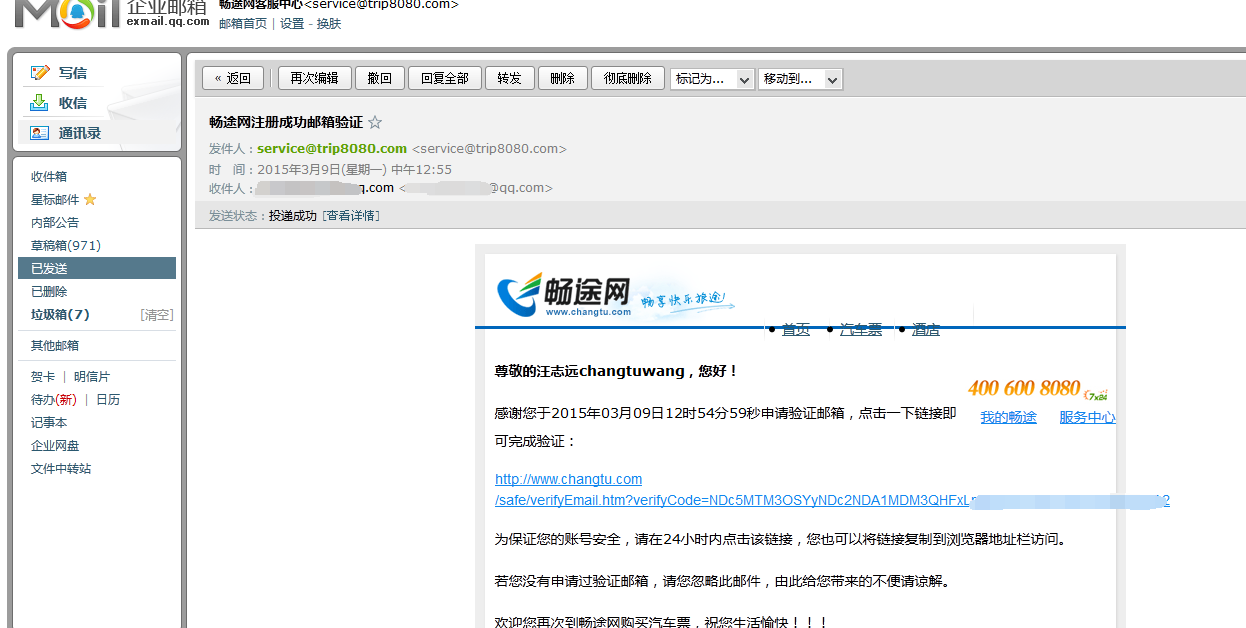 Mail 企业邮箱
exmail.qq.com
畅途网客服中心<service@trip8080.com>
邮箱首页 | 设置 - 换肤
写信
收信
通讯录
收件箱
星标邮件
内部公告
草稿箱(971)
已发送
已删除
垃圾箱(7) [清空]
其他邮箱
贺卡 | 明信片
待办(新) | 日历
记事本
企业网盘
文件中转站
« 返回 再次编辑 撤回 回复全部 转发 删除 彻底删除 标记为... 移动到...
畅途网注册成功邮箱验证
发件人：service@trip8080.com <service@trip8080.com>
时 间：2015年3月9日(星期一) 中午12:55
收件人： q.com < @qq.com>
发送状态：投递成功 [查看详情]
畅途网 畅享快乐旅途!
www.changtu.com
• 首页 • 汽车票 • 酒店
尊敬的汪志远changtuwang，您好！
400 600 8080 7x24
我的畅途 服务中心
感谢您于2015年03月09日12时54分59秒申请验证邮箱，点击一下链接即
可完成验证：
http://www.changtu.com
/safe/verifyEmail.htm?verifyCode=NDc5MTM3OSYyNDc2NDA1MDM3QHFxL
为保证您的账号安全，请在24小时内点击该链接，您也可以将链接复制到浏览器地址栏访问。
若您没有申请过验证邮箱，请您忽略此邮件，由此给您带来的不便请谅解。
欢迎您再次到畅途网购买汽车票，祝您生活愉快！！！